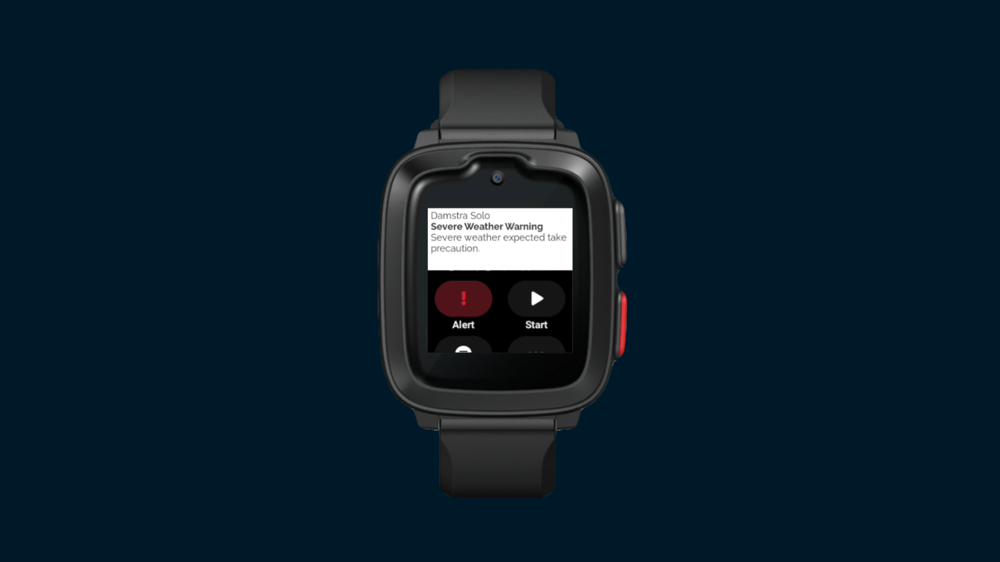 Damstra Solo
Severe Weather Warning
Severe weather expected take
precaution.
Alert
Start